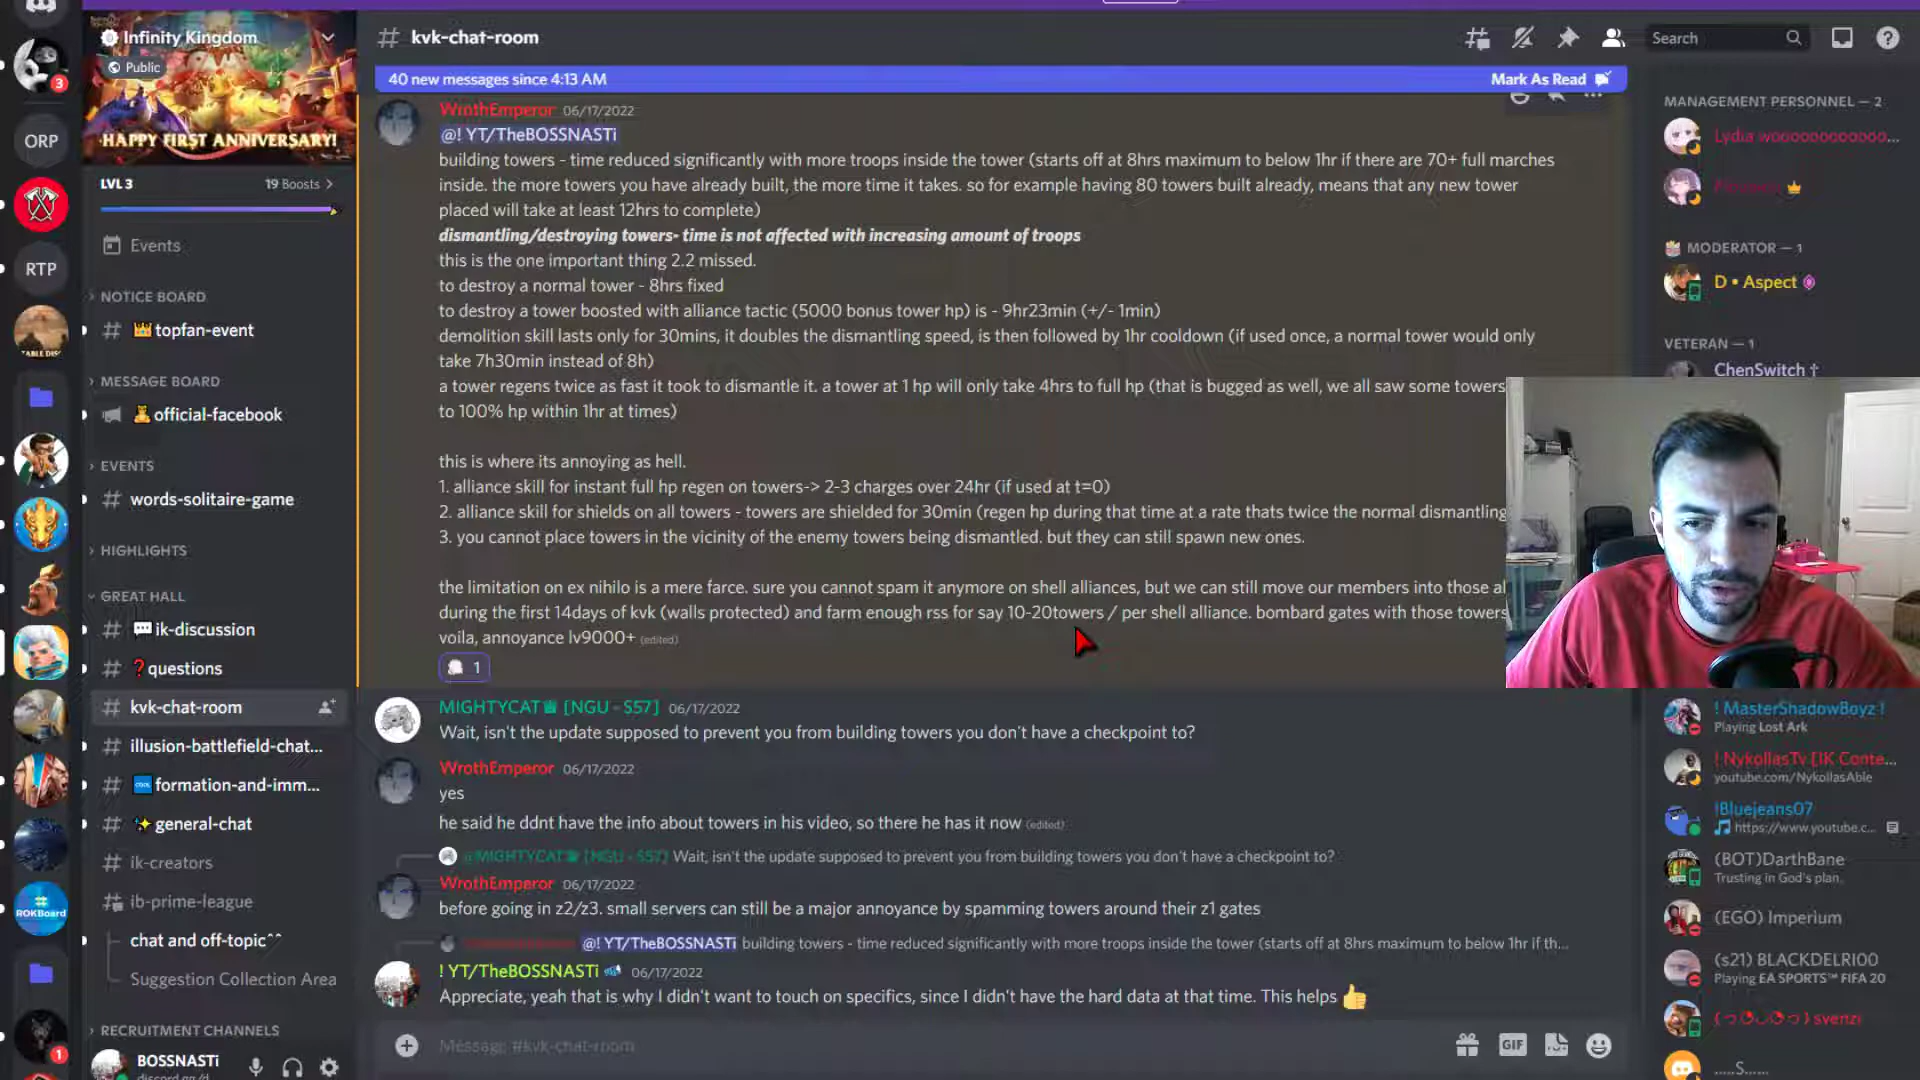 Infinity Kingdom
Public
HAPPY FIRST ANNIVERSARY!
LVL 3
19 Boosts
Events
NOTICE BOARD
topfan-event
MESSAGE BOARD
official-facebook
EVENTS
words-solitaire-game
HIGHLIGHTS
GREAT HALL
ik-discussion
questions
kvk-chat-room
illusion-battlefield-chat...
formation-and-imm...
general-chat
ik-creators
ib-prime-league
chat and off-topic^^
Suggestion Collection Area
RECRUITMENT CHANNELS
BOSSNASTi
3
ORP
RTP
ROKBoard
1
# kvk-chat-room
Search
40 new messages since 4:13 AM
Mark As Read
WrothEmperor 06/17/2022
@! YT/TheBOSSNASTi
building towers - time reduced significantly with more troops inside the tower (starts off at 8hrs maximum to below 1hr if there are 70+ full marches
inside. the more towers you have already built, the more time it takes. so for example having 80 towers built already, means that any new tower
placed will take at least 12hrs to complete)
dismantling/destroying towers- time is not affected with increasing amount of troops
this is the one important thing 2.2 missed.
to destroy a normal tower - 8hrs fixed
to destroy a tower boosted with alliance tactic (5000 bonus tower hp) is - 9hr23min (+/- 1min)
demolition skill lasts only for 30mins, it doubles the dismantling speed, is then followed by 1hr cooldown (if used once, a normal tower would only
take 7h30min instead of 8h)
a tower regens twice as fast it took to dismantle it. a tower at 1 hp will only take 4hrs to full hp (that is bugged as well, we all saw some towers
to 100% hp within 1hr at times)
this is where its annoying as hell.
1. alliance skill for instant full hp regen on towers-> 2-3 charges over 24hr (if used at t=0)
2. alliance skill for shields on all towers - towers are shielded for 30min (regen hp during that time at a rate thats twice the normal dismantling
3. you cannot place towers in the vicinity of the enemy towers being dismantled. but they can still spawn new ones.
the limitation on ex nihilo is a mere farce. sure you cannot spam it anymore on shell alliances, but we can still move our members into those al
during the first 14days of kvk (walls protected) and farm enough rss for say 10-20towers / per shell alliance. bombard gates with those towers
voila, annoyance lv9000+ (edited)
1
MIGHTYCAT [NGU - S57] 06/17/2022
Wait, isn't the update supposed to prevent you from building towers you don't have a checkpoint to?
WrothEmperor 06/17/2022
yes
he said he ddnt have the info about towers in his video, so there he has it now (edited)
@MIGHTYCAT [NGU - S57] Wait, isn't the update supposed to prevent you from building towers you don't have a checkpoint to?
WrothEmperor 06/17/2022
before going in z2/z3. small servers can still be a major annoyance by spamming towers around their z1 gates
@! YT/TheBOSSNASTi building towers - time reduced significantly with more troops inside the tower (starts off at 8hrs maximum to below 1hr if th...
! YT/TheBOSSNASTi 06/17/2022
Appreciate, yeah that is why I didn't want to touch on specifics, since I didn't have the hard data at that time. This helps
Message #kvk-chat-room
GIF
MANAGEMENT PERSONNEL — 2
MODERATOR — 1
D • Aspect
VETERAN — 1
ChenSwitch †
! MasterShadowBoyz !
Playing Lost Ark
! NykollasTv [IK Conte...
youtube.com/NykollasAble
!Bluejeans07
https://www.youtube.c...
(BOT)DarthBane
Trusting in God's plan.
(EGO) Imperium
(s21) BLACKDELRI00
Playing EA SPORTS™ FIFA 20
svenzi
.....S.....